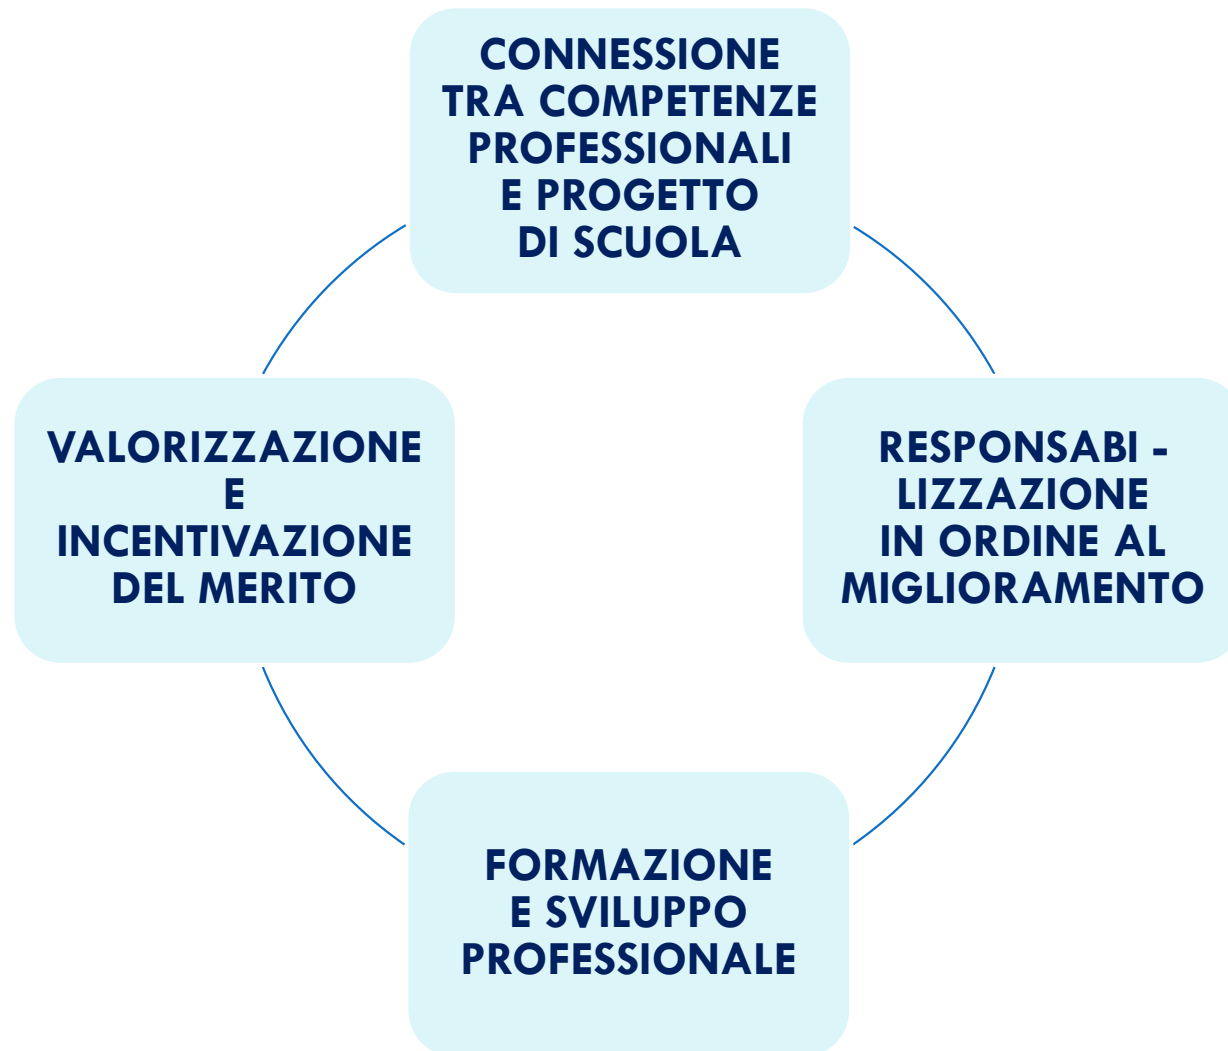 CONNESSIONE
TRA COMPETENZE
PROFESSIONALI
E PROGETTO
DI SCUOLA
VALORIZZAZIONE
E
INCENTIVAZIONE
DEL MERITO
RESPONSABI -
LIZZAZIONE
IN ORDINE AL
MIGLIORAMENTO
FORMAZIONE
E SVILUPPO
PROFESSIONALE